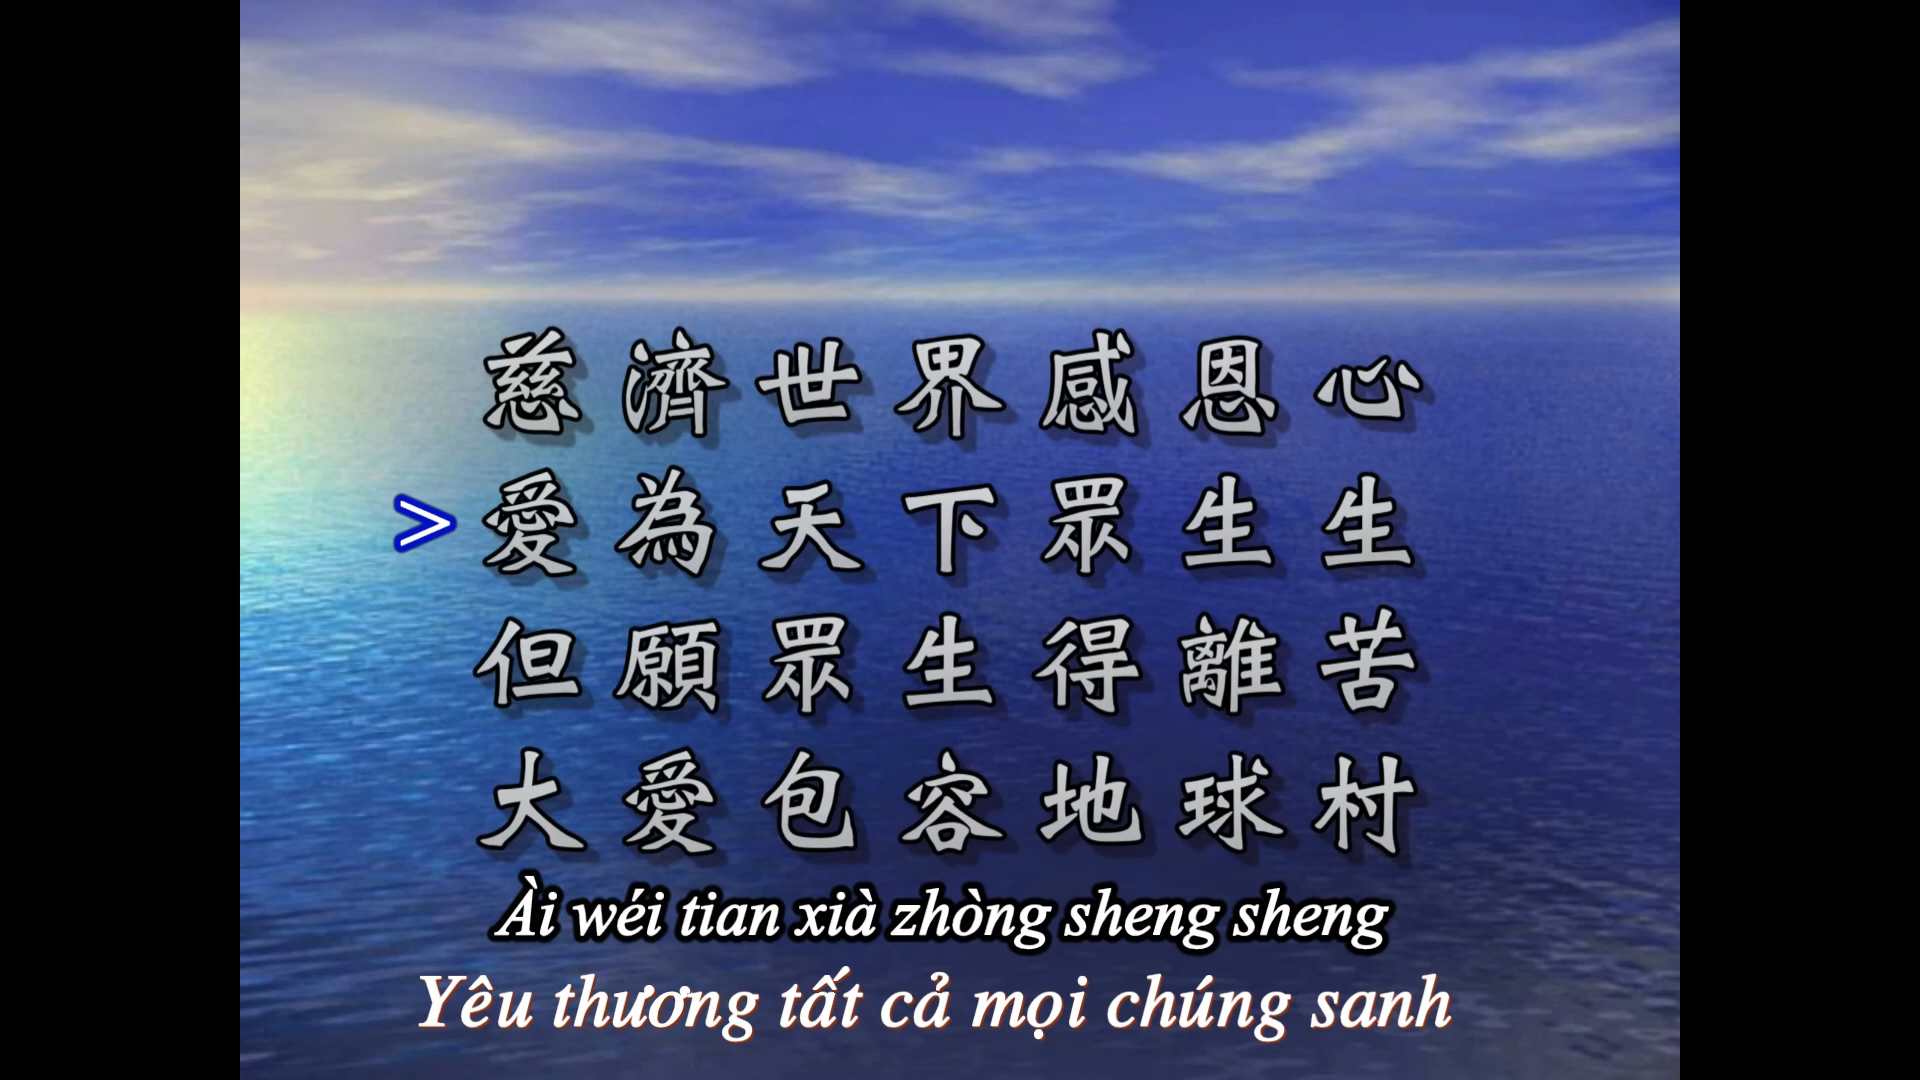 慈濟世界感恩心
> 愛為天下眾生生
但願眾生得離苦
大愛包容地球村
Ài wéi tian xià zhòng sheng sheng
Yêu thương tất cả mọi chúng sanh